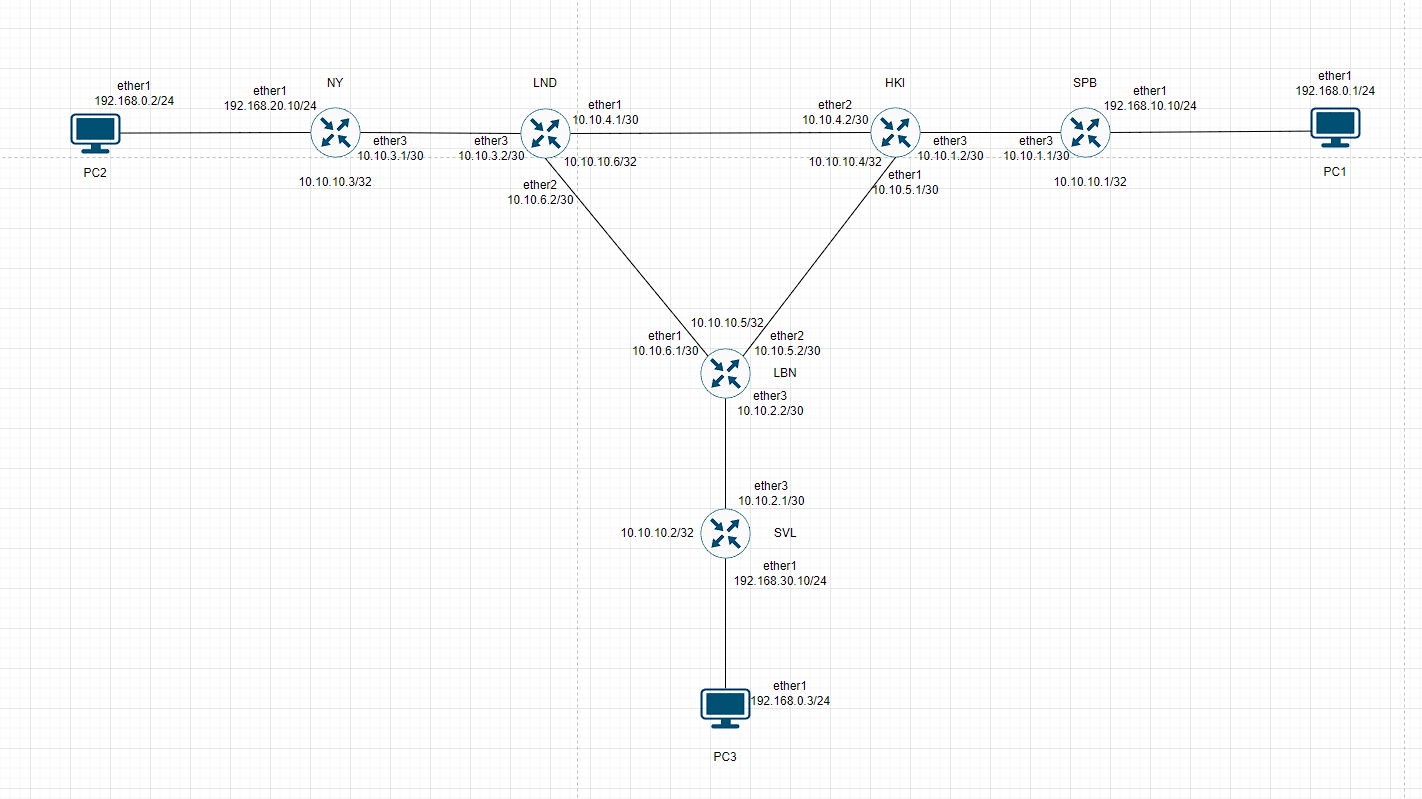 ether1
192.168.0.2/24
PC2
ether1
192.168.20.10/24
NY
ether3
10.10.3.1/30
10.10.10.3/32
LND
ether3
10.10.3.2/30
ether1
10.10.4.1/30
10.10.10.6/32
ether2
10.10.6.2/30
HKI
ether2
10.10.4.2/30
10.10.10.4/32
ether3
10.10.1.2/30
ether1
10.10.5.1/30
SPB
ether3
10.10.1.1/30
ether1
192.168.10.10/24
10.10.10.1/32
ether1
192.168.0.1/24
PC1
10.10.10.5/32
ether1
10.10.6.1/30
ether2
10.10.5.2/30
LBN
ether3
10.10.2.2/30
ether3
10.10.2.1/30
10.10.10.2/32
SVL
ether1
192.168.30.10/24
ether1
192.168.0.3/24
PC3